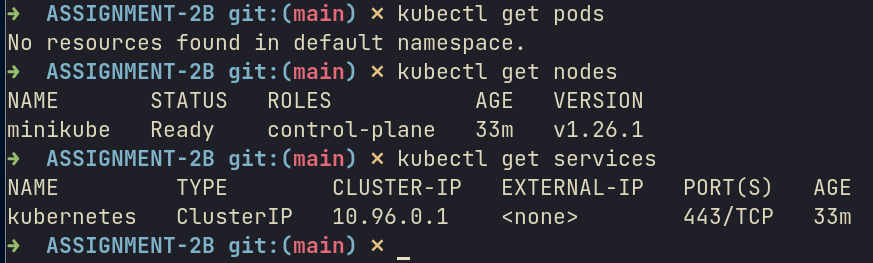 ➜  ASSIGNMENT-2B git:(main) ✗ kubectl get pods
No resources found in default namespace.
➜  ASSIGNMENT-2B git:(main) ✗ kubectl get nodes
NAME       STATUS   ROLES           AGE   VERSION
minikube   Ready    control-plane   33m   v1.26.1
➜  ASSIGNMENT-2B git:(main) ✗ kubectl get services
NAME         TYPE        CLUSTER-IP   EXTERNAL-IP   PORT(S)   AGE
kubernetes   ClusterIP   10.96.0.1    <none>        443/TCP   33m
➜  ASSIGNMENT-2B git:(main) ✗ _